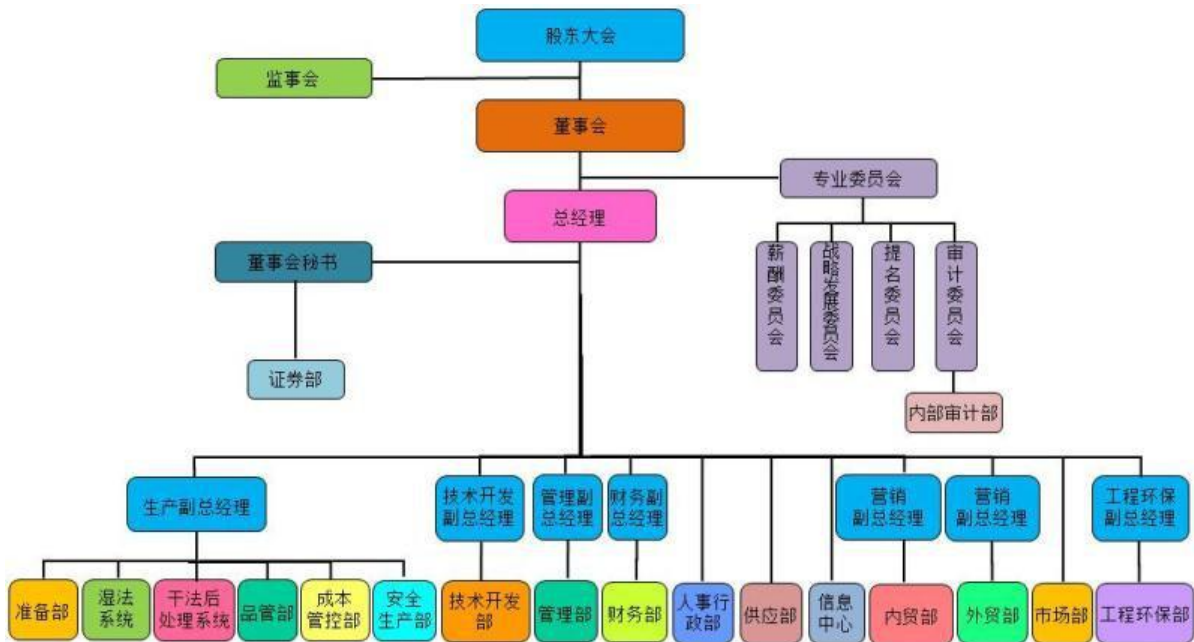 股东大会
监事会
董事会
专业委员会
总经理
董事会秘书
薪酬委员会
战略发展委员会
提名委员会
审计委员会
证券部
内部审计部
生产副总经理
技术开发
副总经理
管理副
总经理
财务副
总经理
营销
副总经理
营销
副总经理
工程环保
副总经理
准备部
湿法
系统
干法后
处理系统
品管部
成本
管控部
安全
生产部
技术开发
部
管理部
财务部
人事行
政部
供应部
信息
中心
内贸部
外贸部
市场部
工程环保部